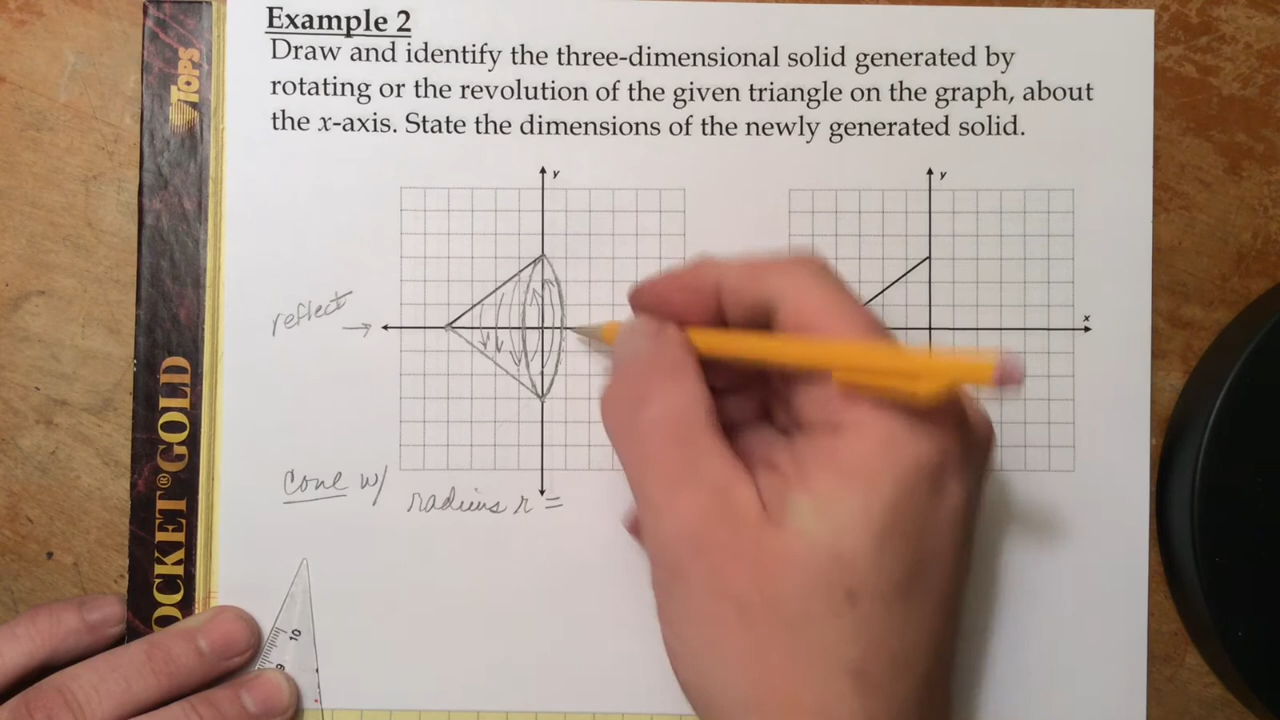 Example 2
Draw and identify the three-dimensional solid generated by
rotating or the revolution of the given triangle on the graph, about
the x-axis. State the dimensions of the newly generated solid.
TOPS
y
y
reflect →
x
OCKET®GOLD
cone w/ radius r =
10
9